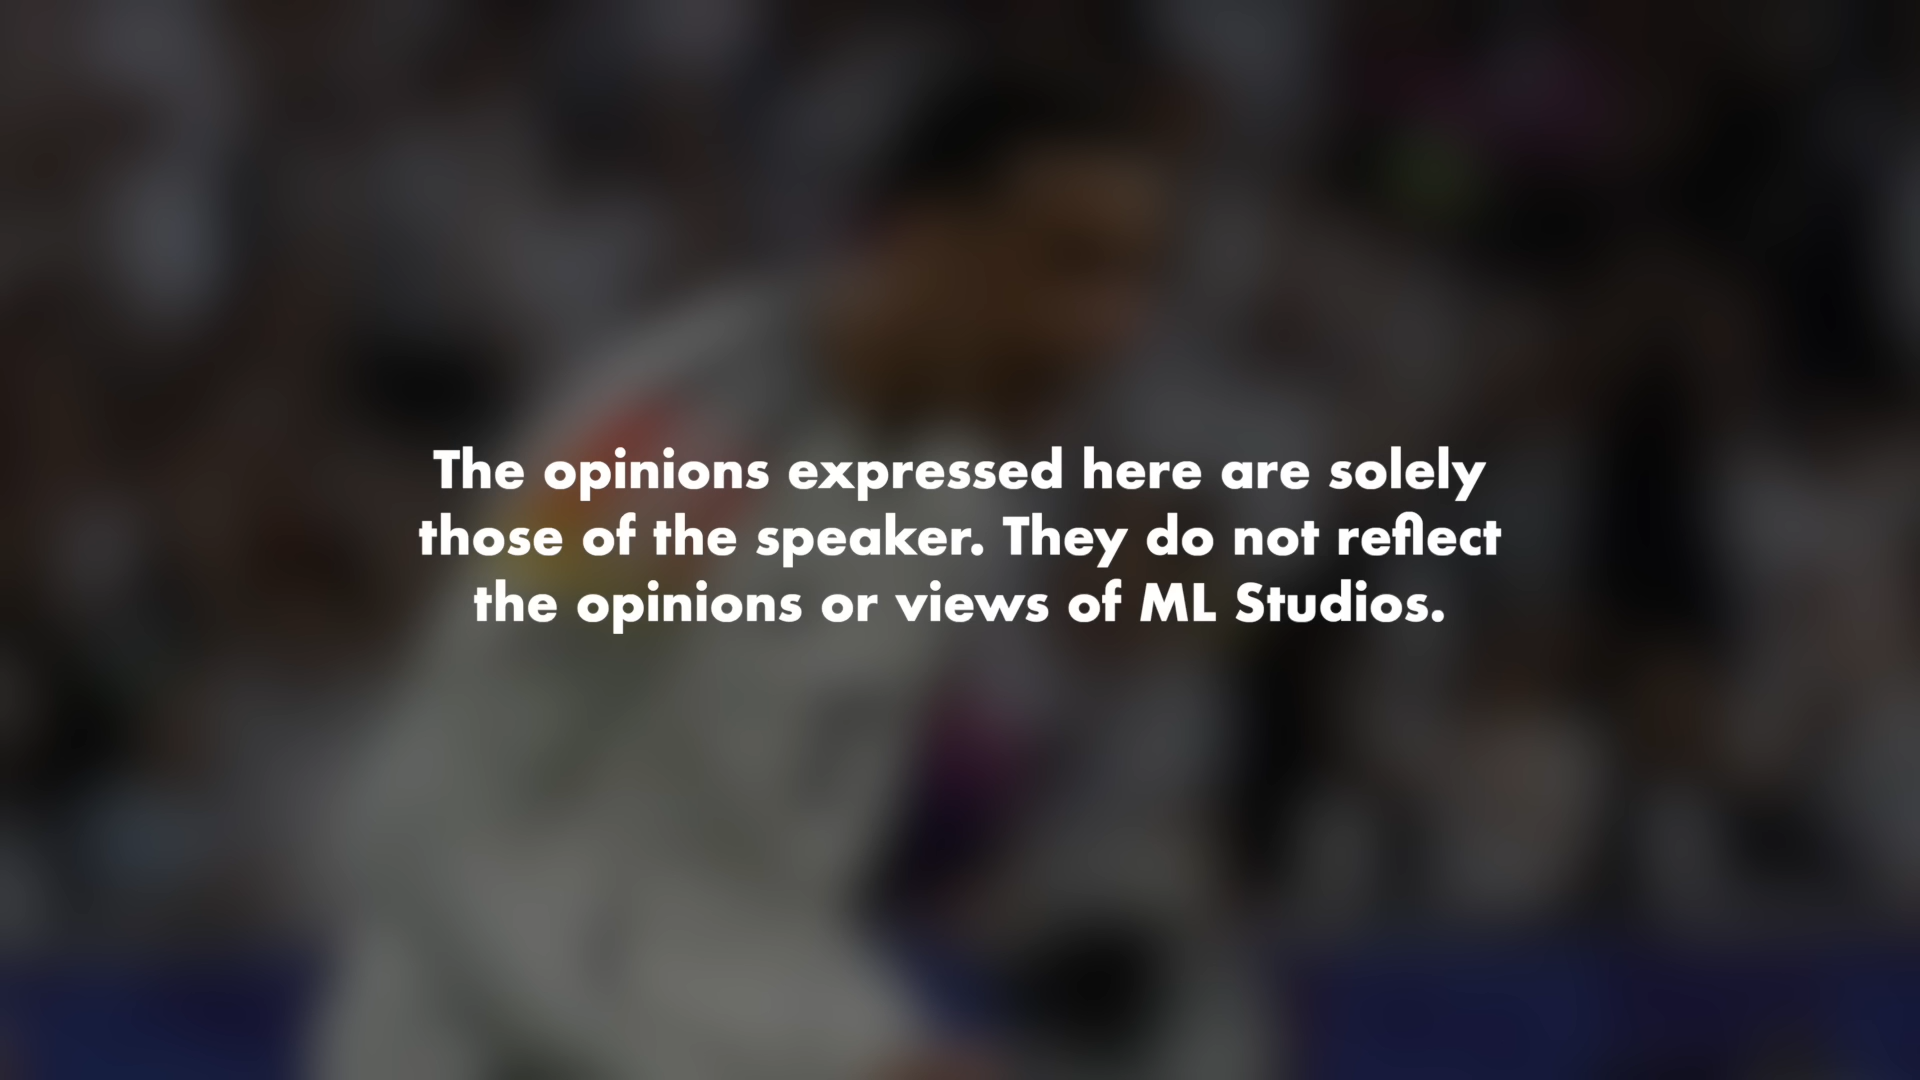 The opinions expressed here are solely
those of the speaker. They do not reflect
the opinions or views of ML Studios.